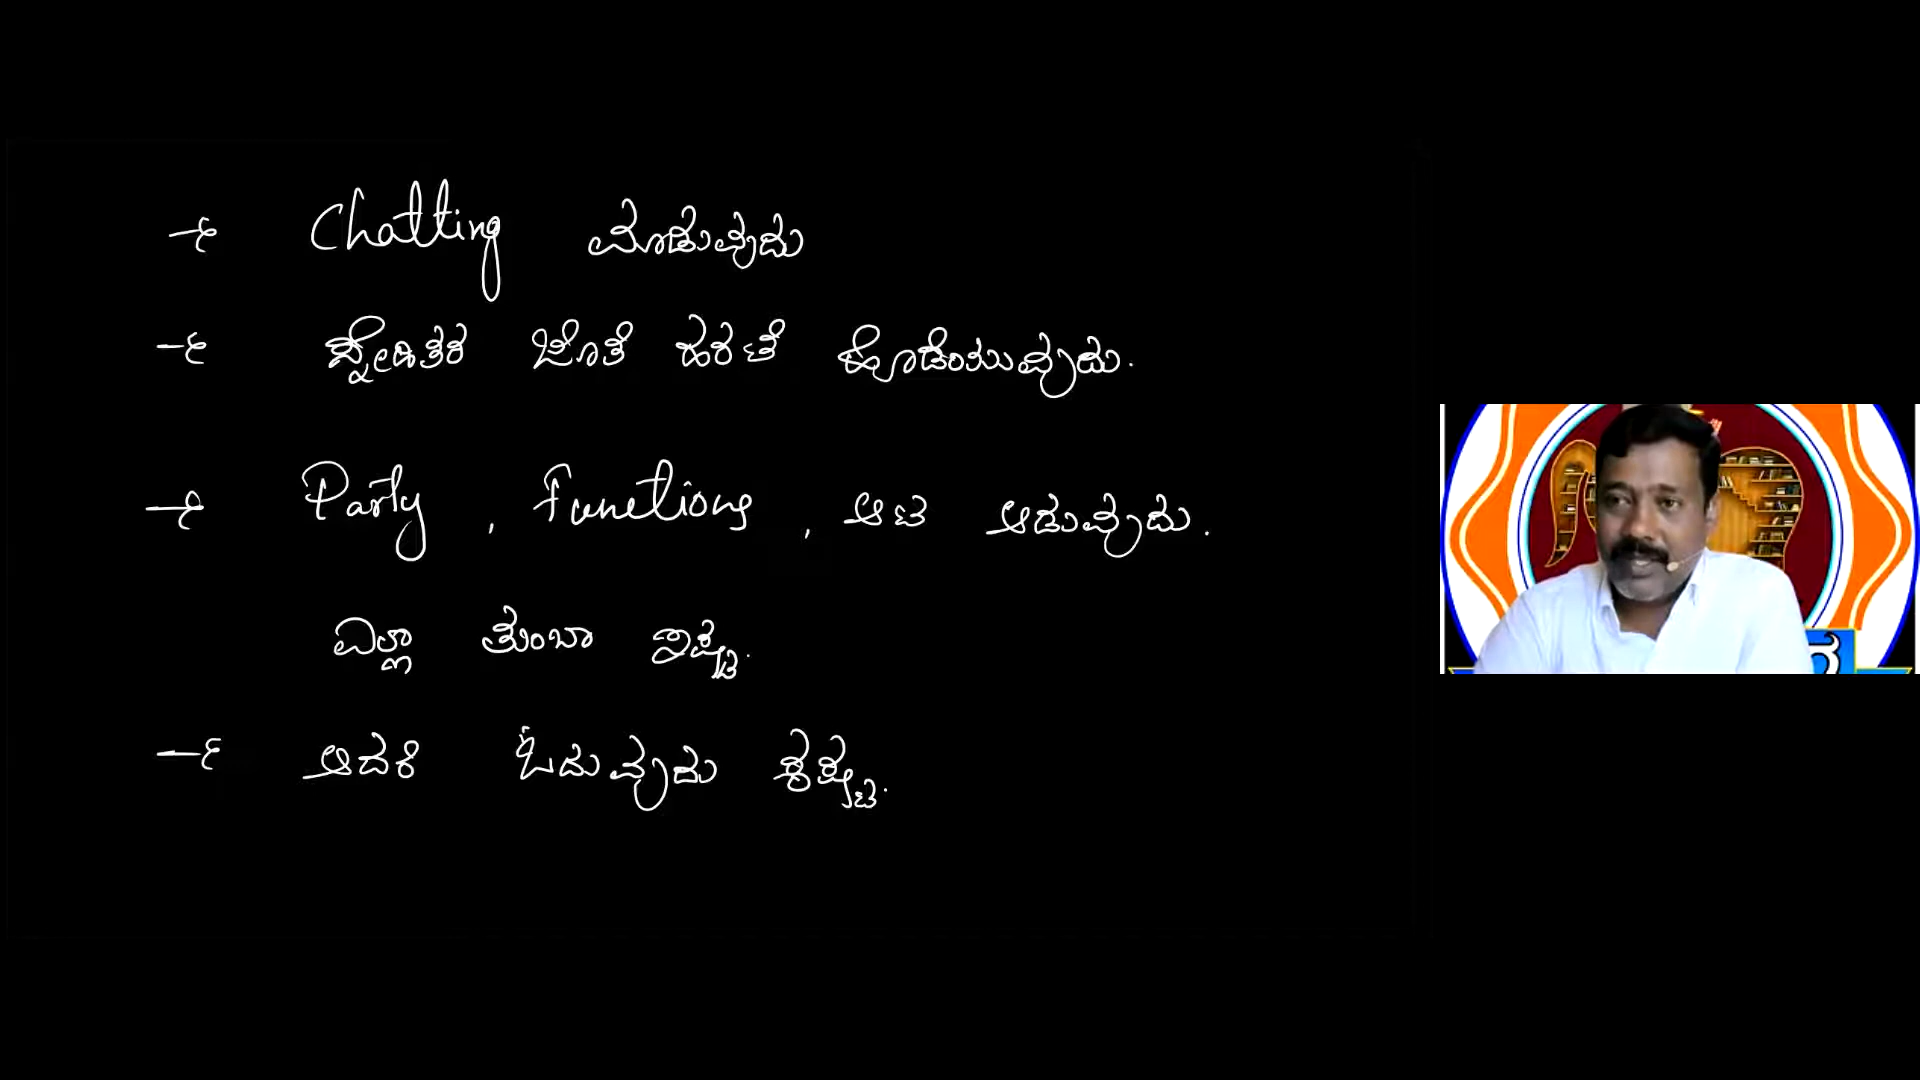 Chatting ಮಾಡುವುದು
ಸ್ನೇಹಿತರ ಜೊತೆ ಹರಟೆ ಹೊಡೆಯುವುದು.
Party, Functions, ಆಟ ಆಡುವುದು.
ಎಲ್ಲಾ ತುಂಬಾ ಇಷ್ಟ.
ಆದರೆ ಓದುವುದು ಕಷ್ಟ.